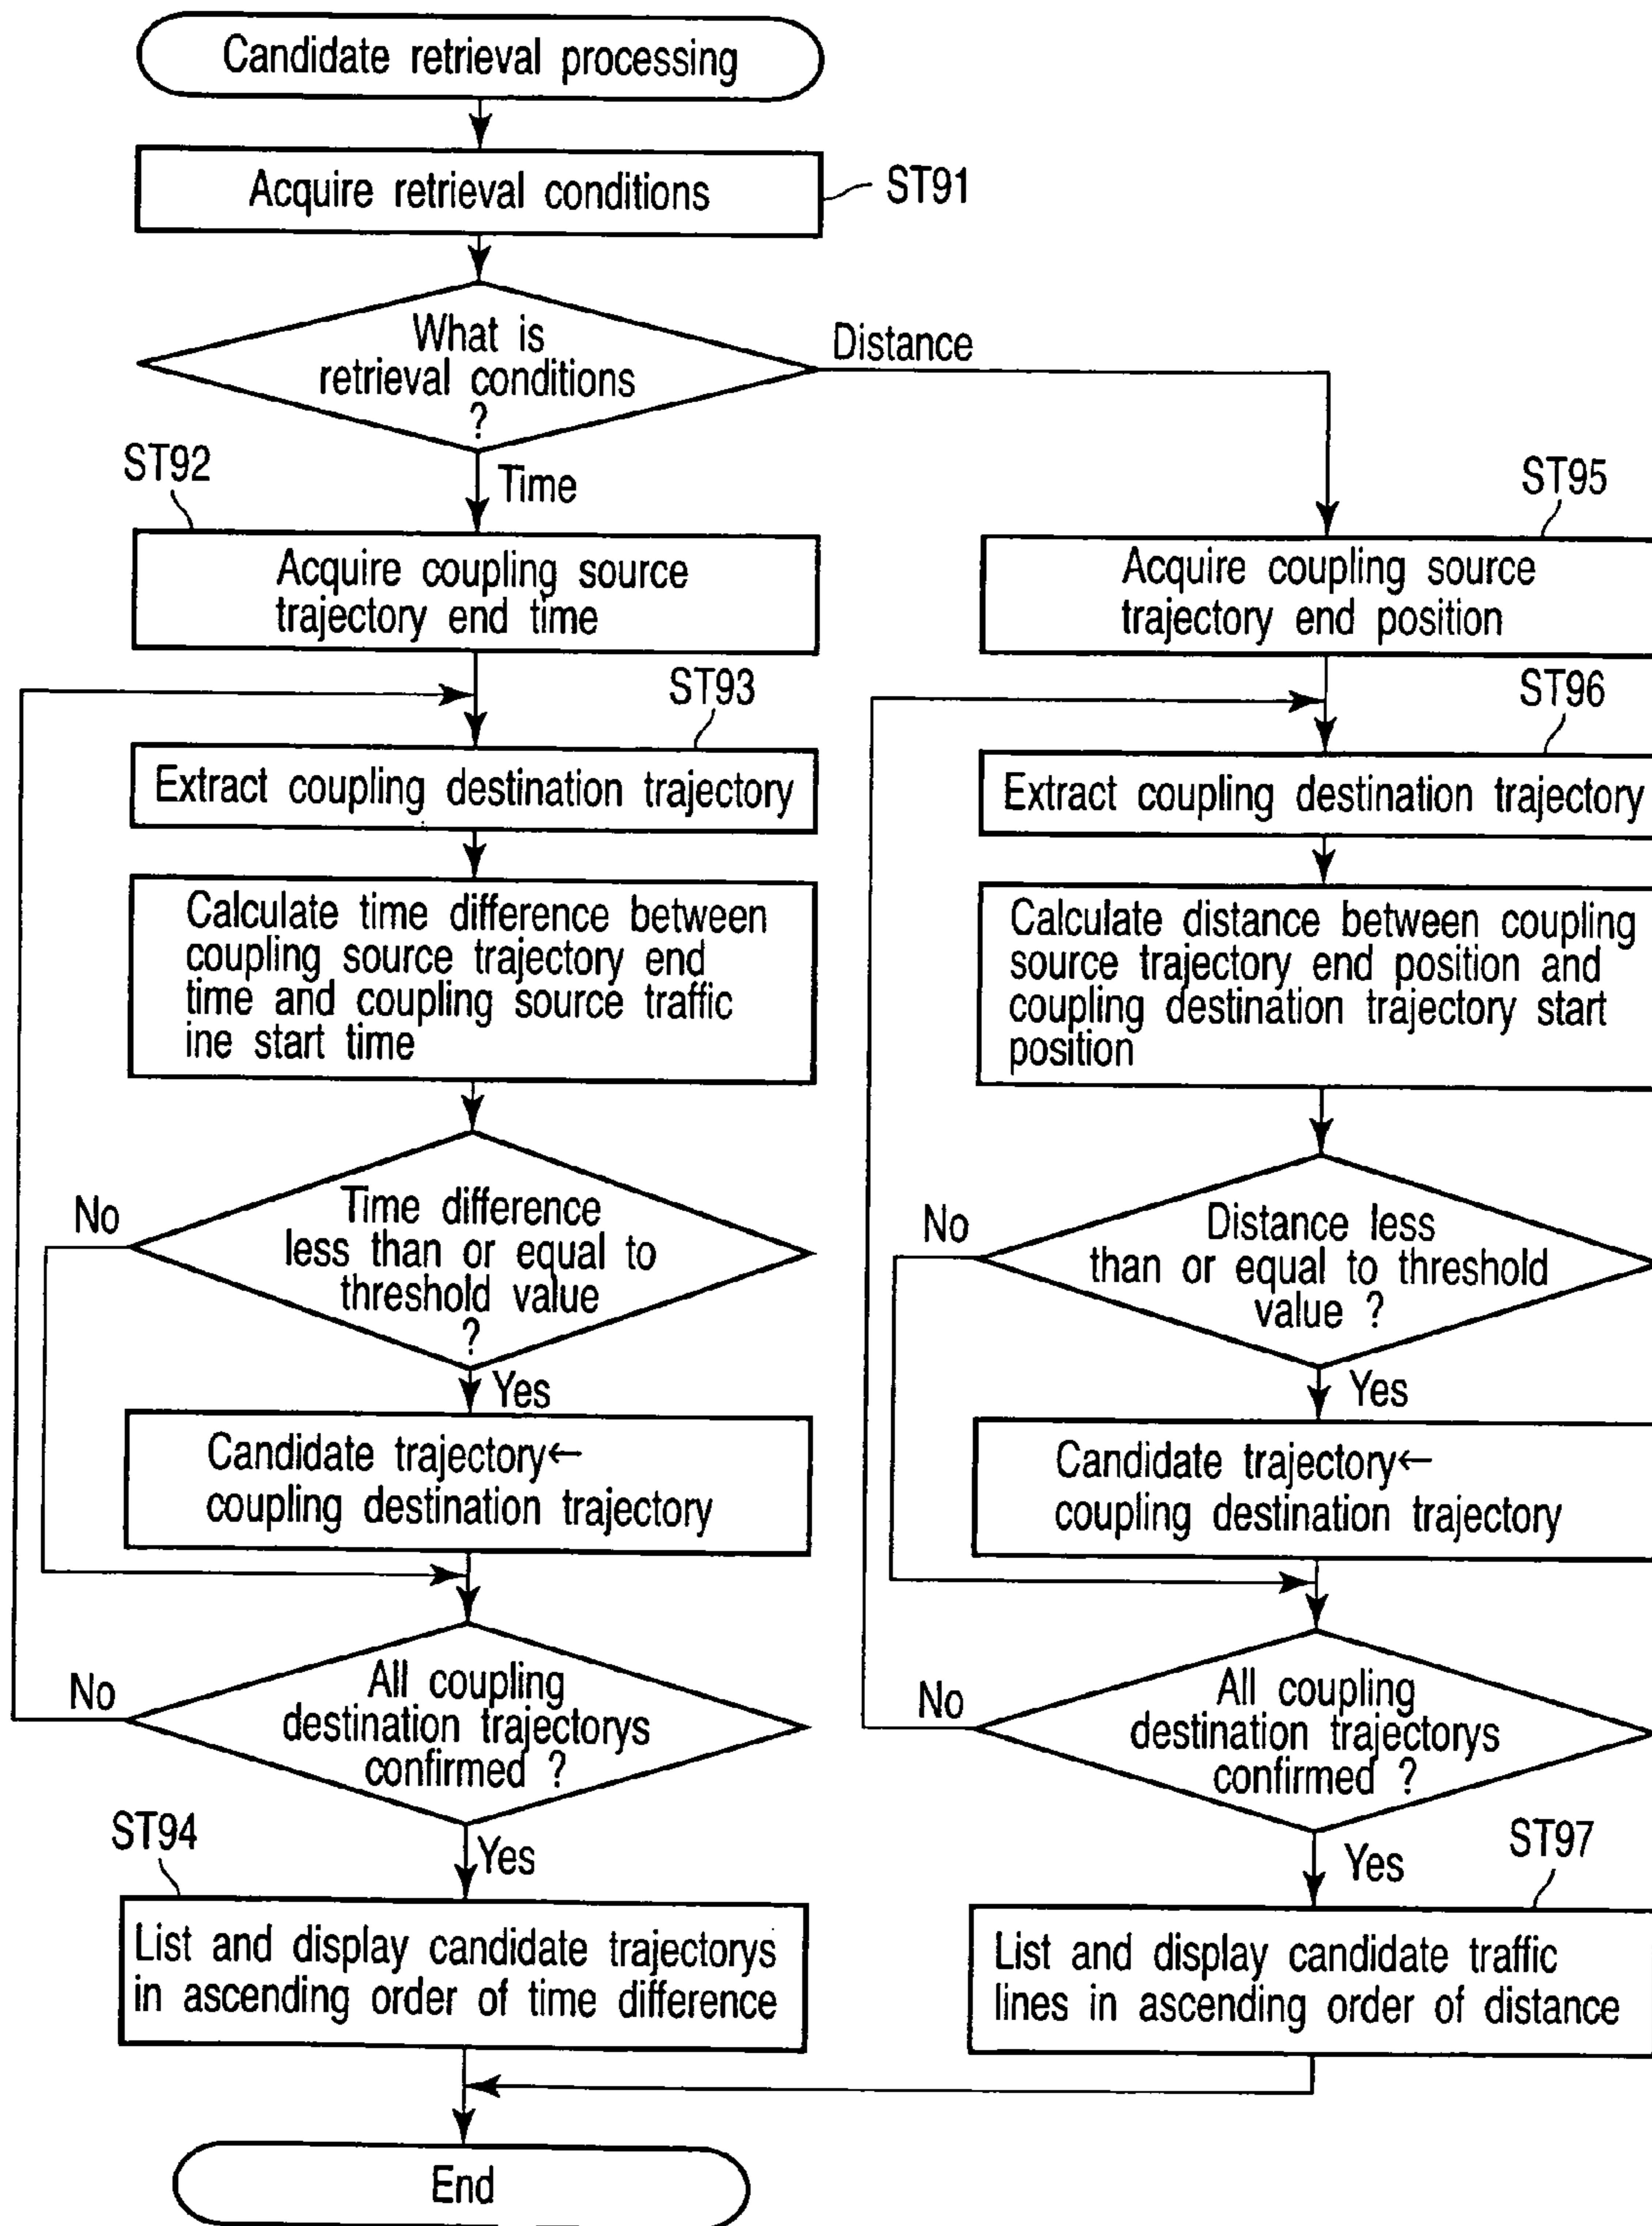 Candidate retrieval processing
Acquire retrieval conditions
ST91
What is
retrieval conditions
?
Distance
Time
ST92
Acquire coupling source
trajectory end time
ST93
Extract coupling destination trajectory
Calculate time difference between
coupling source trajectory end
time and coupling source traffic
ine start time
Time difference
less than or equal to
threshold value
?
No
Yes
Candidate trajectory←
coupling destination trajectory
All coupling
destination trajectorys
confirmed ?
No
Yes
ST94
List and display candidate trajectorys
in ascending order of time difference
ST95
Acquire coupling source
trajectory end position
ST96
Extract coupling destination trajectory
Calculate distance between coupling
source trajectory end position and
coupling destination trajectory start
position
Distance less
than or equal to threshold
value ?
No
Yes
Candidate trajectory←
coupling destination trajectory
All coupling
destination trajectorys
confirmed ?
No
Yes
ST97
List and display candidate traffic
lines in ascending order of distance
End